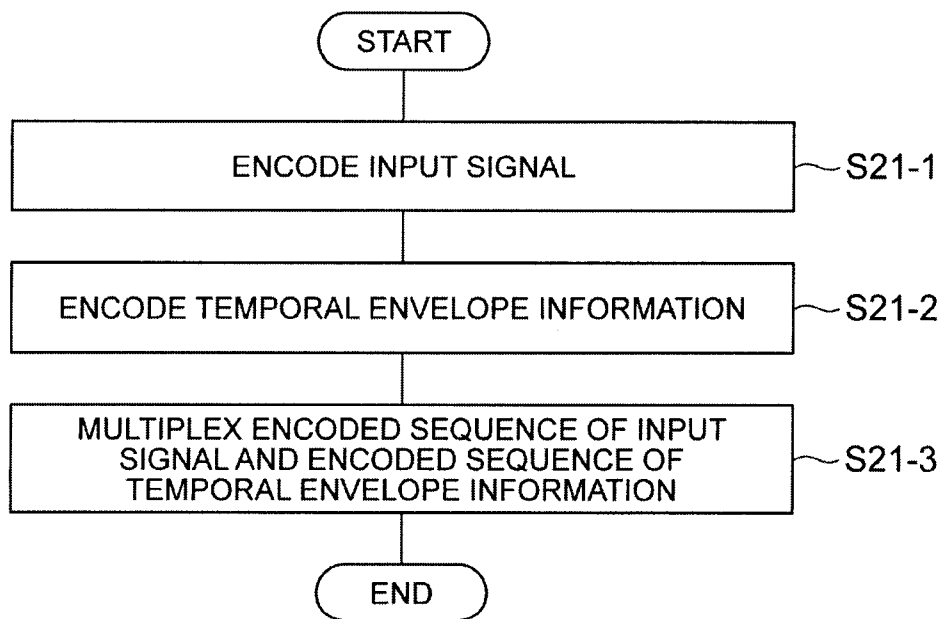 START
ENCODE INPUT SIGNAL
S21-1
ENCODE TEMPORAL ENVELOPE INFORMATION
S21-2
MULTIPLEX ENCODED SEQUENCE OF INPUT
SIGNAL AND ENCODED SEQUENCE OF
TEMPORAL ENVELOPE INFORMATION
S21-3
END